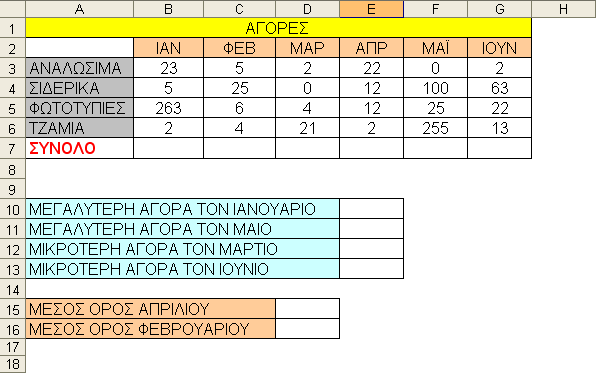 A B C D E F G H
1 ΑΓΟΡΕΣ
2 ΙΑΝ ΦΕΒ ΜΑΡ ΑΠΡ ΜΑΪ ΙΟΥΝ
3 ΑΝΑΛΩΣΙΜΑ 23 5 2 22 0 2
4 ΣΙΔΕΡΙΚΑ 5 25 0 12 100 63
5 ΦΩΤΟΤΥΠΙΕΣ 263 6 4 12 25 22
6 ΤΖΑΜΙΑ 2 4 21 2 255 13
7 ΣΥΝΟΛΟ
8
9
10 ΜΕΓΑΛΥΤΕΡΗ ΑΓΟΡΑ ΤΟΝ ΙΑΝΟΥΑΡΙΟ
11 ΜΕΓΑΛΥΤΕΡΗ ΑΓΟΡΑ ΤΟΝ ΜΑΙΟ
12 ΜΙΚΡΟΤΕΡΗ ΑΓΟΡΑ ΤΟΝ ΜΑΡΤΙΟ
13 ΜΙΚΡΟΤΕΡΗ ΑΓΟΡΑ ΤΟΝ ΙΟΥΝΙΟ
14
15 ΜΕΣΟΣ ΟΡΟΣ ΑΠΡΙΛΙΟΥ
16 ΜΕΣΟΣ ΟΡΟΣ ΦΕΒΡΟΥΑΡΙΟΥ
17
18